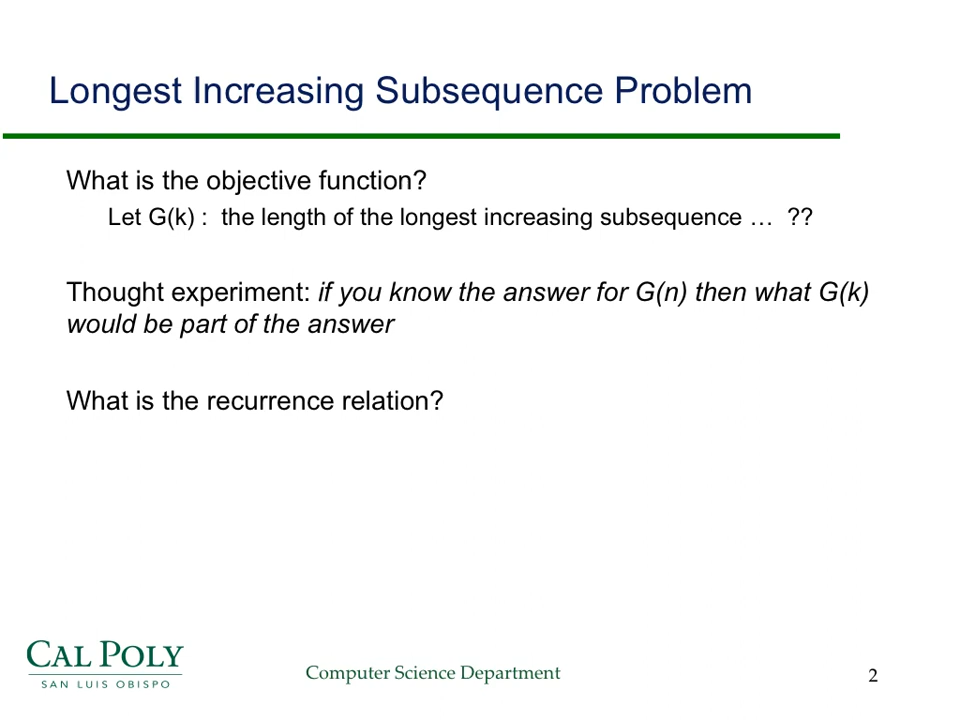 Longest Increasing Subsequence Problem
What is the objective function?
Let G(k) : the length of the longest increasing subsequence … ??
Thought experiment: if you know the answer for G(n) then what G(k)
would be part of the answer
What is the recurrence relation?
CAL POLY
SAN LUIS OBISPO
Computer Science Department
2